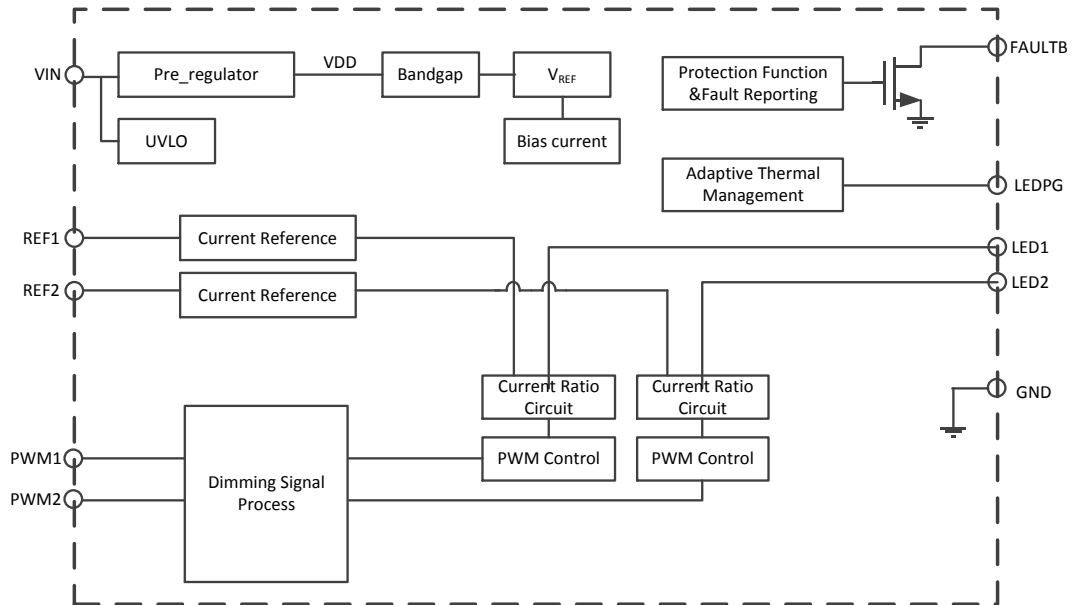 FAULTB
VIN
Pre_regulator
VDD
Bandgap
VREF
Protection Function
&Fault Reporting
UVLO
Bias current
Adaptive Thermal
Management
LEDPG
REF1
Current Reference
LED1
REF2
Current Reference
LED2
Current Ratio
Circuit
Current Ratio
Circuit
GND
PWM1
PWM Control
PWM Control
Dimming Signal
Process
PWM2